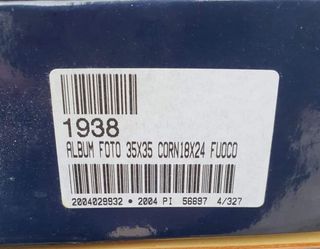 1938
ALBUM FOTO 35X35 CORN18X24 FUOCO
2004029932 • 2004 PI 56697 4/327